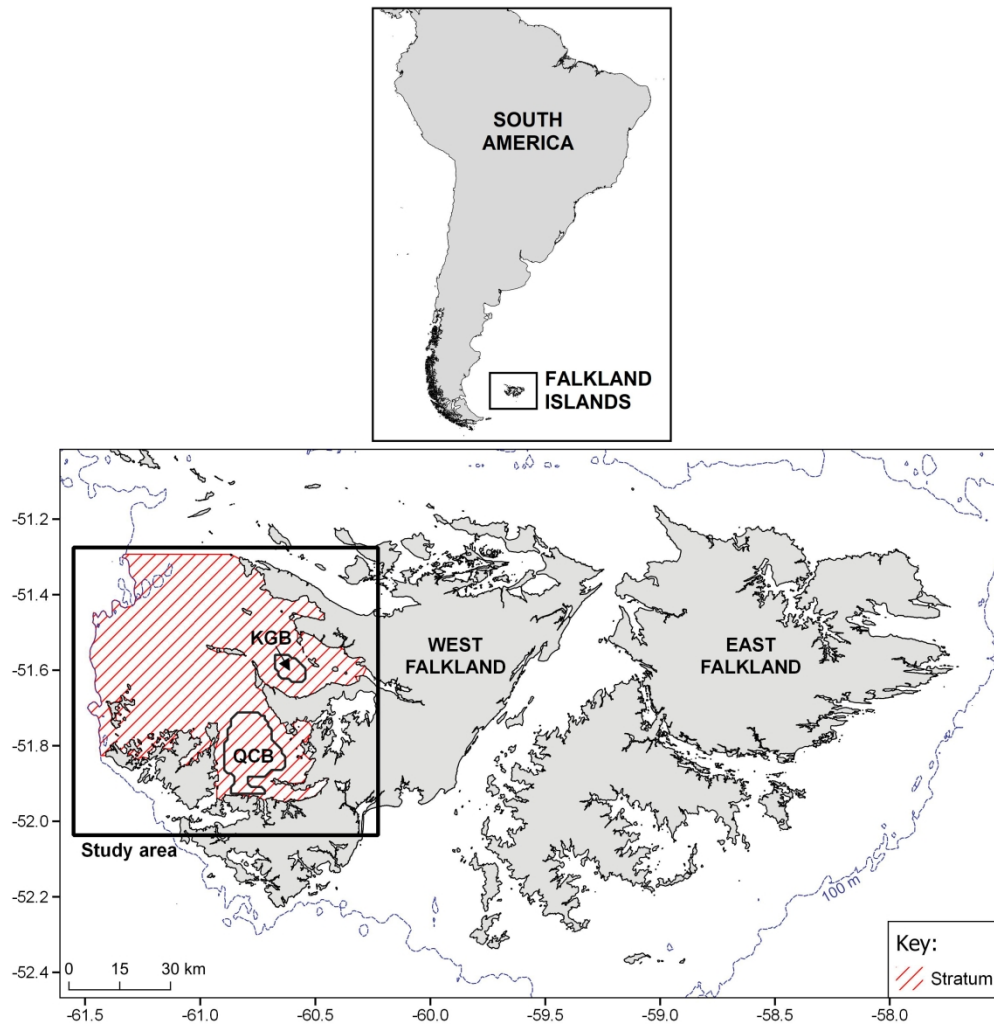 SOUTH
AMERICA
FALKLAND
ISLANDS
-51.2
-51.4
-51.6
-51.8
-52.0
-52.2
-52.4
KGB
QCB
WEST
FALKLAND
EAST
FALKLAND
Study area
100 m
0 15 30 km
Key:
Stratum
-61.5 -61.0 -60.5 -60.0 -59.5 -59.0 -58.5 -58.0